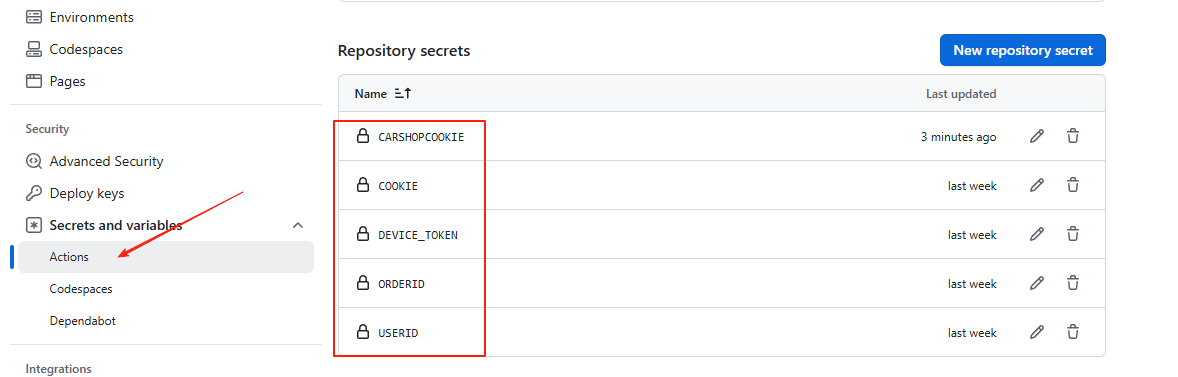 Environments
Codespaces
Pages
Security
Advanced Security
Deploy keys
Secrets and variables
Actions
Codespaces
Dependabot
Integrations
Repository secrets
New repository secret
Name Last updated
CARSHOPCOOKIE 3 minutes ago
COOKIE last week
DEVICE_TOKEN last week
ORDERID last week
USERID last week